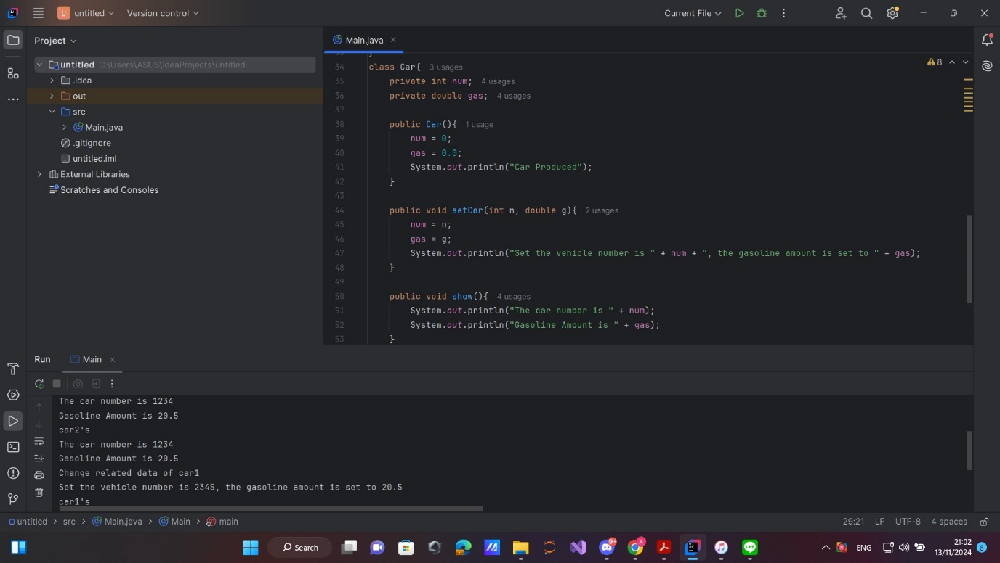 U untitled Version control Current File
Project
untitled C:\Users\ASUS\IdeaProjects\untitled
.idea
out
src
Main.java
.gitignore
untitled.iml
External Libraries
Scratches and Consoles
Main.java
8
34 class Car{ 3 usages
35 private int num; 4 usages
36 private double gas; 4 usages
37
38 public Car(){ 1 usage
39 num = 0;
40 gas = 0.0;
41 System.out.println("Car Produced");
42 }
43
44 public void setCar(int n, double g){ 2 usages
45 num = n;
46 gas = g;
47 System.out.println("Set the vehicle number is " + num + ", the gasoline amount is set to " + gas);
48 }
49
50 public void show(){ 4 usages
51 System.out.println("The car number is " + num);
52 System.out.println("Gasoline Amount is " + gas);
53 }
Run Main
The car number is 1234
Gasoline Amount is 20.5
car2's
The car number is 1234
Gasoline Amount is 20.5
Change related data of car1
Set the vehicle number is 2345, the gasoline amount is set to 20.5
car1's
untitled > src > Main.java > Main > main 29:21 LF UTF-8 4 spaces
Search ENG 21:02
13/11/2024 8